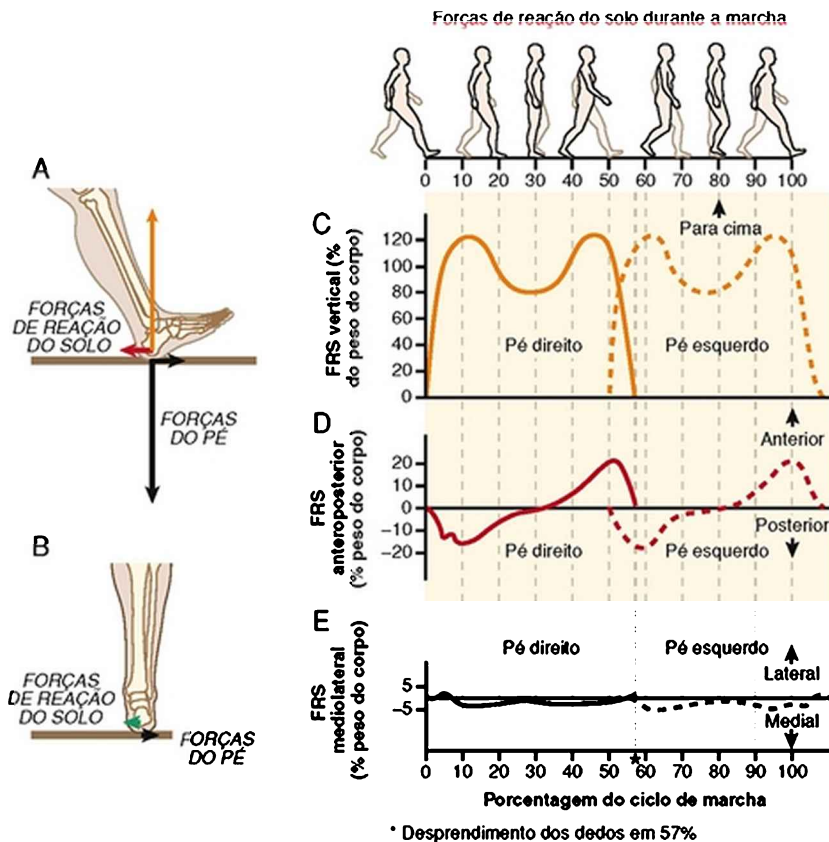 Forças de reação do solo durante a marcha
0 10 20 30 40 50 60 70 80 90 100
A
FORÇAS
DE REAÇÃO
DO SOLO
FORÇAS
DO PÉ
B
FORÇAS
DE REAÇÃO
DO SOLO
FORÇAS
DO PÉ
C
FRS vertical (%
do peso do corpo)
120
100
80
60
40
20
0
Para cima
Pé direito
Pé esquerdo
D
FRS
anteroposterior
(% peso do corpo)
20
10
0
-10
-20
Anterior
Posterior
Pé direito
Pé esquerdo
E
FRS
mediolateral
(% peso do corpo)
5
-5
Pé direito
Pé esquerdo
Lateral
Medial
0 10 20 30 40 50 * 60 70 80 90 100
Porcentagem do ciclo de marcha
* Desprendimento dos dedos em 57%